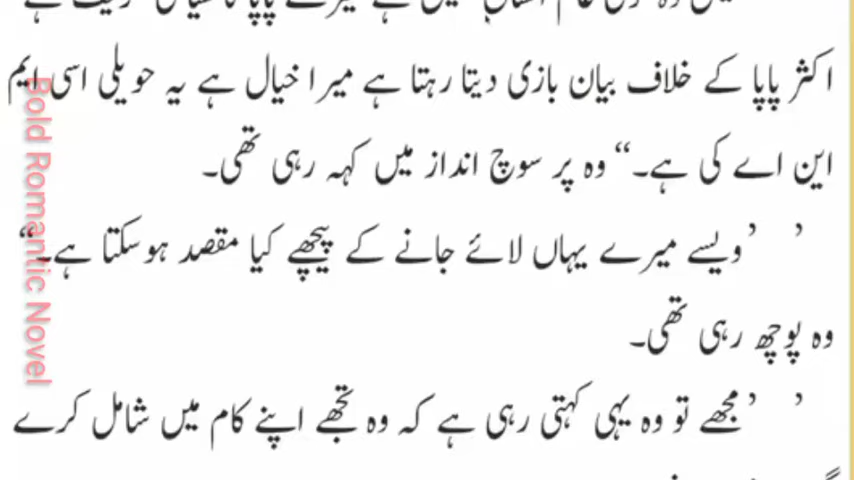 اکثر پاپا کے خلاف بیان بازی دیتا رہتا ہے میرا خیال ہے یہ حویلی اسی ایم
این اے کی ہے۔“ وہ پر سوچ انداز میں کہہ رہی تھی۔
’’ویسے میرے یہاں لائے جانے کے پیچھے کیا مقصد ہوسکتا ہے۔“
وہ پوچھ رہی تھی۔
’’مجھے تو وہ یہی کہتی رہی ہے کہ وہ تجھے اپنے کام میں شامل کرے
Bold Romantic Novel